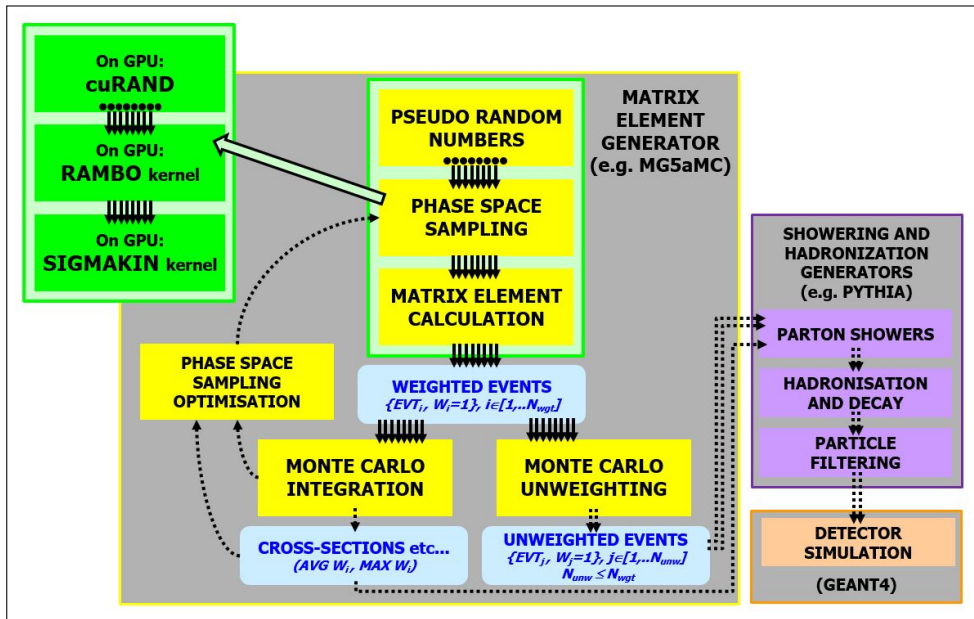 On GPU:
cuRAND
On GPU:
RAMBO kernel
On GPU:
SIGMAKIN kernel
PSEUDO RANDOM
NUMBERS
PHASE SPACE
SAMPLING
MATRIX ELEMENT
CALCULATION
MATRIX
ELEMENT
GENERATOR
(e.g. MG5aMC)
PHASE SPACE
SAMPLING
OPTIMISATION
WEIGHTED EVENTS
{EVTi, Wi=1}, i∈[1,..Nwgt]
MONTE CARLO
INTEGRATION
MONTE CARLO
UNWEIGHTING
CROSS-SECTIONS etc...
(AVG Wi, MAX Wi)
UNWEIGHTED EVENTS
{EVTj, Wj=1}, j∈[1,..Nunw]
Nunw ≤ Nwgt
SHOWERING AND
HADRONIZATION
GENERATORS
(e.g. PYTHIA)
PARTON SHOWERS
HADRONISATION
AND DECAY
PARTICLE
FILTERING
DETECTOR
SIMULATION
(GEANT4)